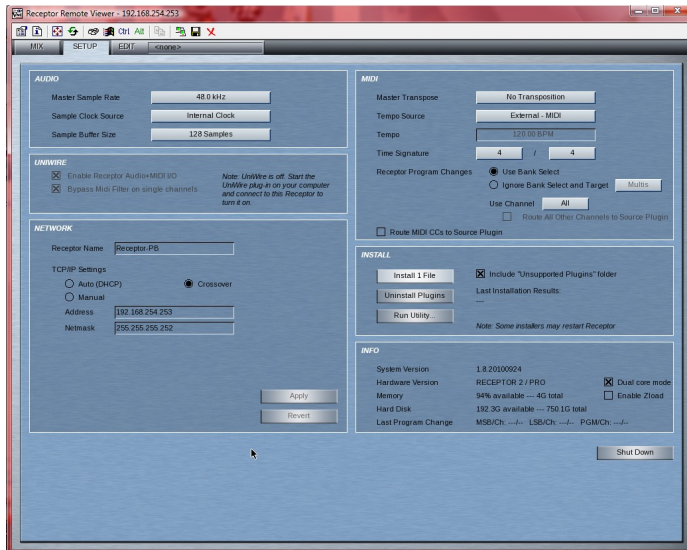 Receptor Remote Viewer - 192.168.254.253
Ctrl Alt
MIX SETUP EDIT <none>
AUDIO
Master Sample Rate 48.0 kHz
Sample Clock Source Internal Clock
Sample Buffer Size 128 Samples
UNIWIRE
Enable Receptor Audio+MIDI I/O
Bypass Midi Filter on single channels
Note: UniWire is off. Start the
UniWire plug-in on your computer
and connect to this Receptor to
turn it on.
NETWORK
Receptor Name Receptor-PB
TCP/IP Settings
Auto (DHCP) Crossover
Manual
Address 192.168.254.253
Netmask 255.255.255.252
Apply
Revert
MIDI
Master Transpose No Transposition
Tempo Source External - MIDI
Tempo 120.00 BPM
Time Signature 4 / 4
Receptor Program Changes Use Bank Select
Ignore Bank Select and Target Multis
Use Channel All
Route All Other Channels to Source Plugin
Route MIDI CCs to Source Plugin
INSTALL
Install 1 File Include "Unsupported Plugins" folder
Uninstall Plugins Last Installation Results:
---
Run Utility...
Note: Some installers may restart Receptor
INFO
System Version 1.8.20100924
Hardware Version RECEPTOR 2 / PRO Dual core mode
Memory 94% available --- 4G total Enable Zload
Hard Disk 192.3G available --- 750.1G total
Last Program Change MSB/Ch: ---/-- LSB/Ch: ---/-- PGM/Ch: ---/--
Shut Down